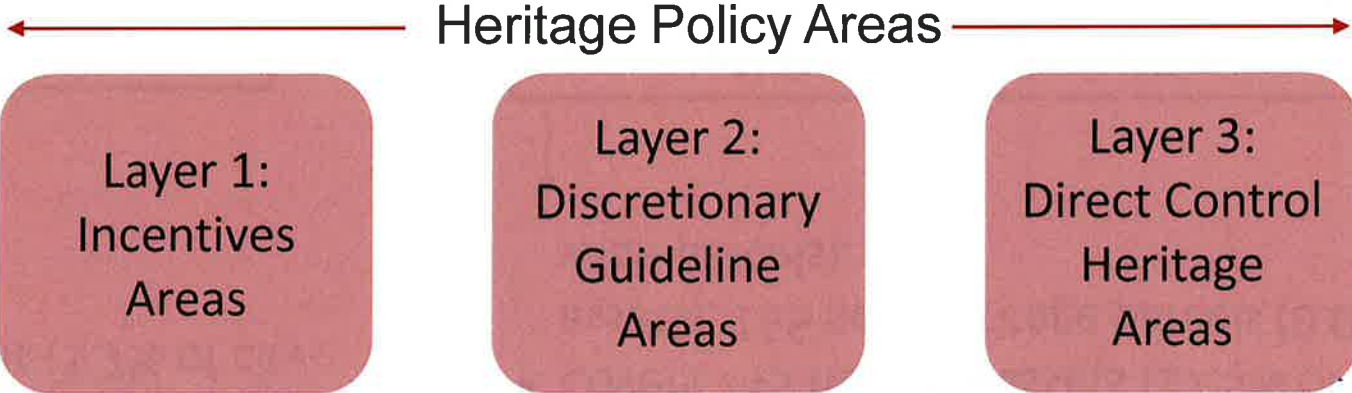 Heritage Policy Areas
Layer 1:
Incentives
Areas
Layer 2:
Discretionary
Guideline
Areas
Layer 3:
Direct Control
Heritage
Areas